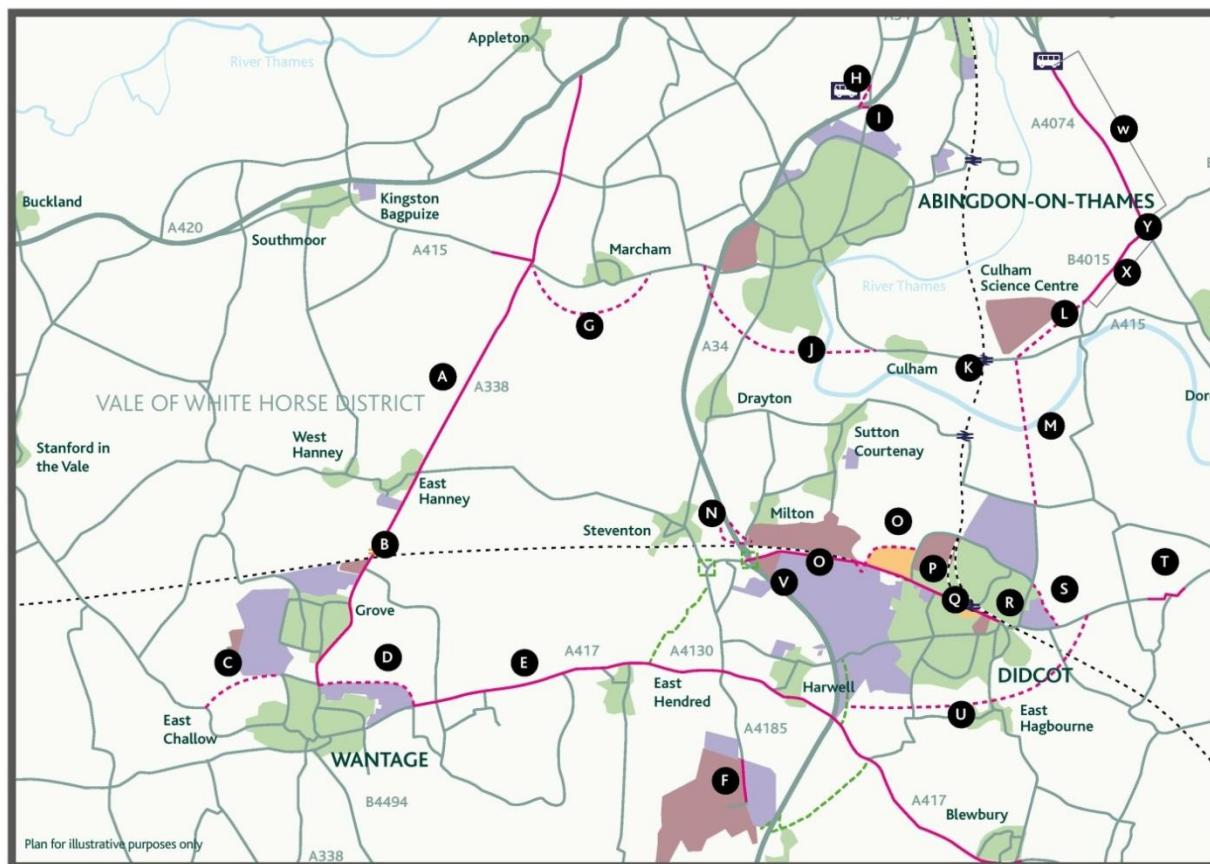 Appleton
A34
River Thames
H
I
A4074
w
Buckland
A420
Kingston
Bagpuize
Southmoor
A415
Marcham
ABINGDON-ON-THAMES
Y
B4015
X
Culham
Science Centre
River Thames
L
A415
G
A34
J
Culham
K
A
A338
VALE OF WHITE HORSE DISTRICT
Drayton
Dor
M
Stanford in
the Vale
West
Hanney
East
Hanney
Sutton
Courtenay
Steventon
N
Milton
O
B
O
P
T
V
Q
R
S
Grove
C
D
E
A417
A4130
East
Hendred
Harwell
DIDCOT
U
East
Hagbourne
East
Challow
WANTAGE
A4185
F
B4494
A417
Blewbury
Plan for illustrative purposes only
A338